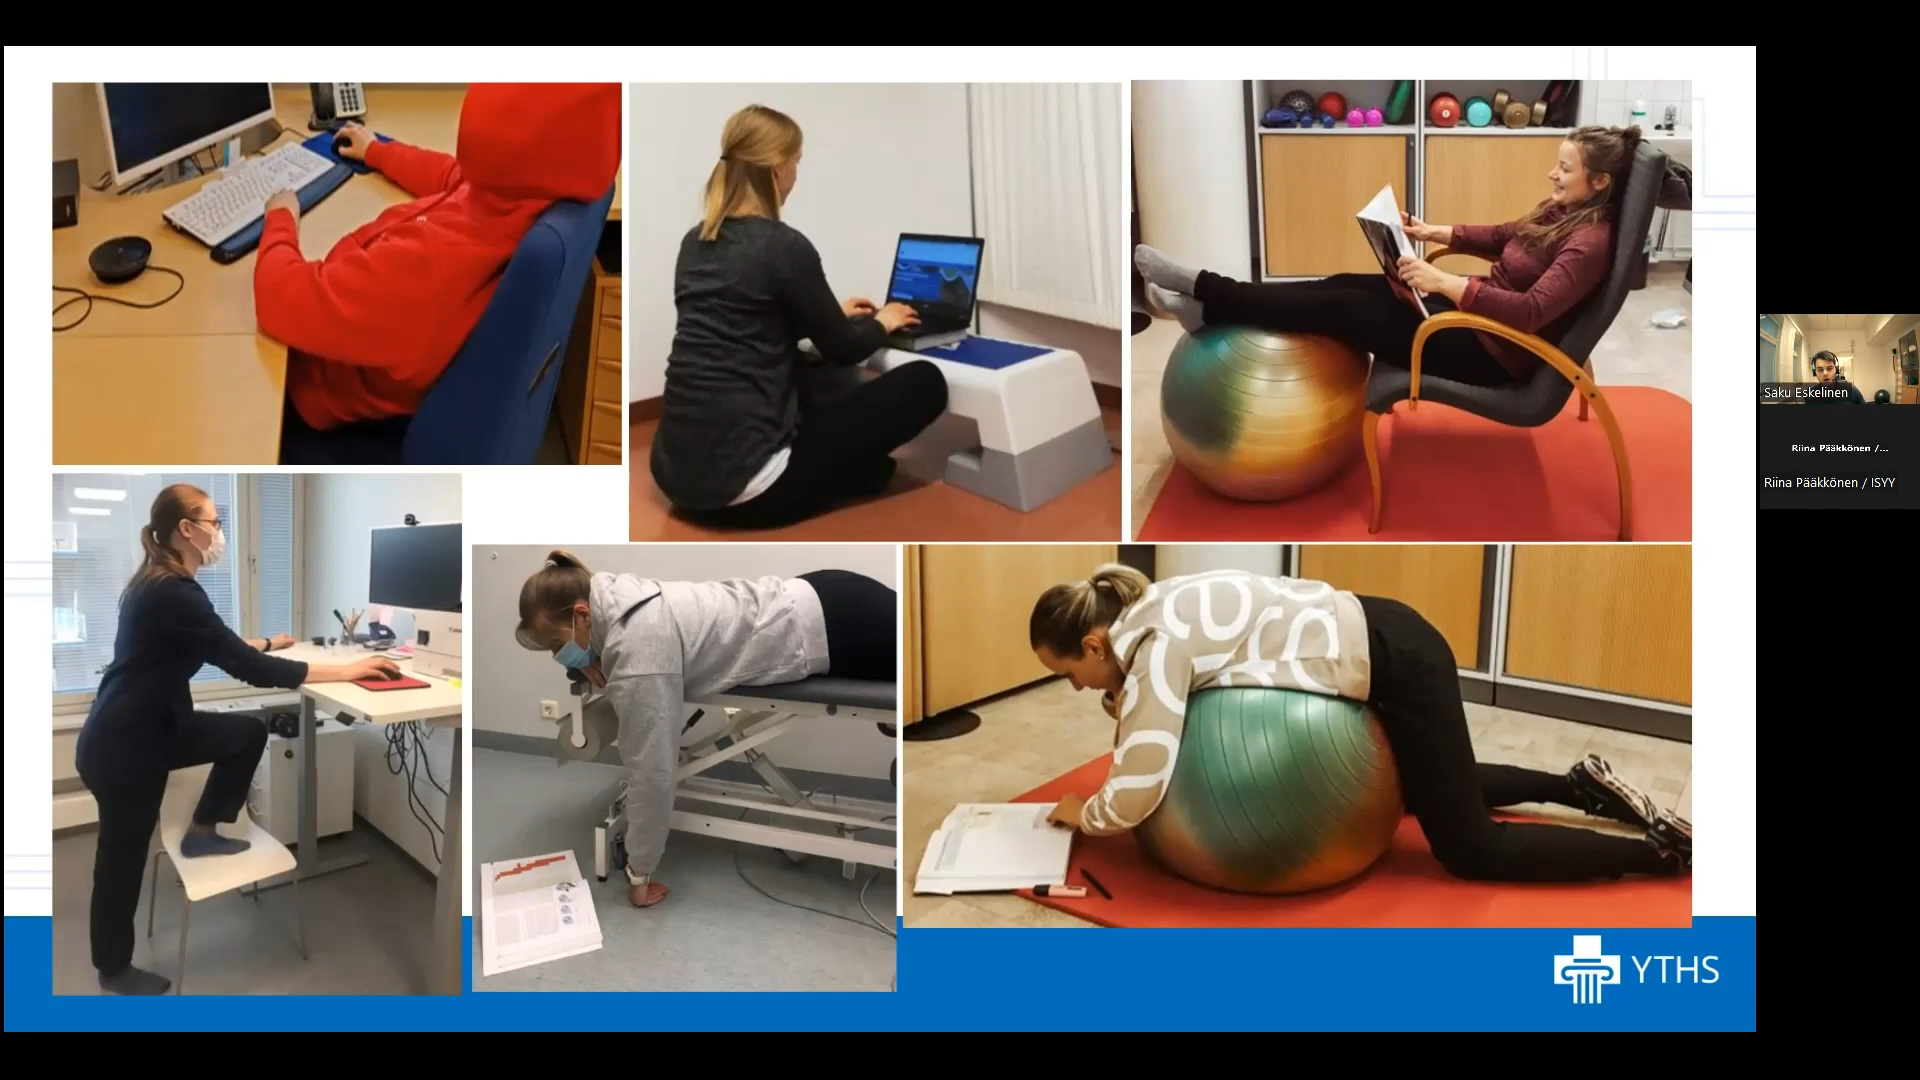 Saku Eskelinen
Riina Pääkkönen /...
Riina Pääkkönen / ISYY
YTHS